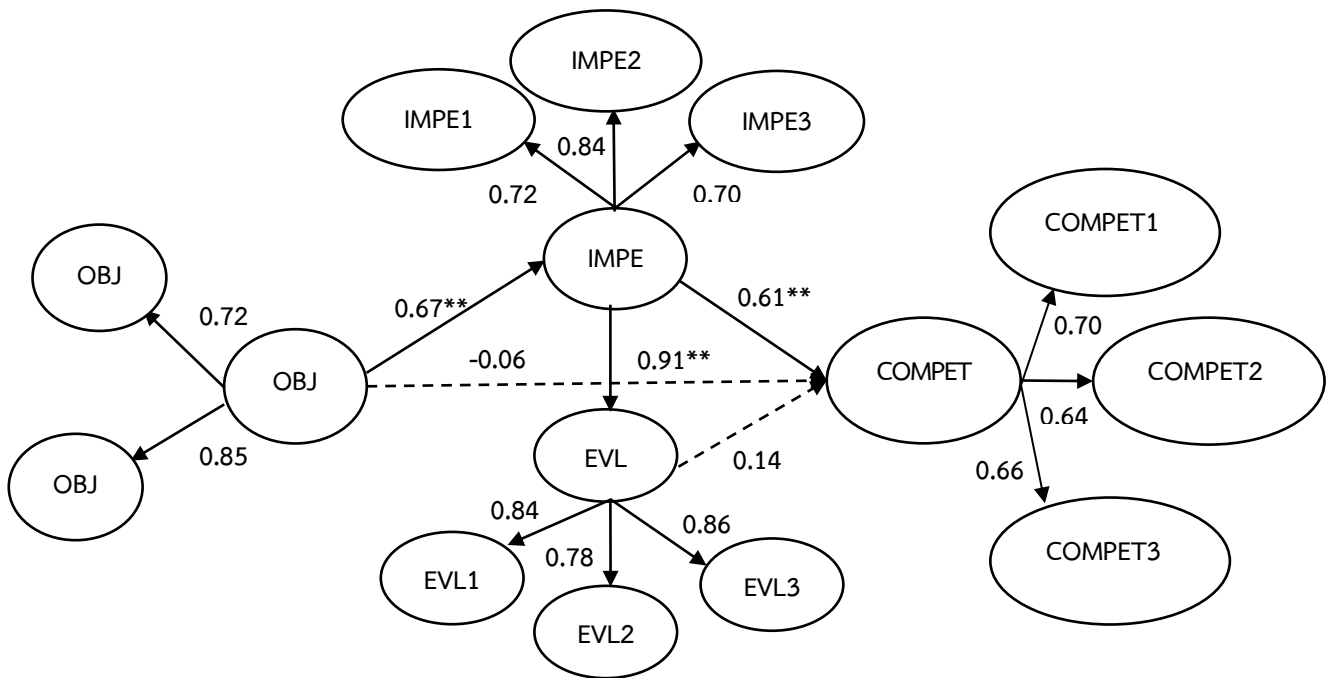 IMPE2
IMPE1
IMPE3
0.84
0.72
0.70
COMPET1
IMPE
OBJ
0.67**
0.61**
0.72
0.70
-0.06
0.91**
OBJ
COMPET
COMPET2
0.64
EVL
0.14
0.85
0.66
OBJ
0.84
0.86
0.78
COMPET3
EVL1
EVL3
EVL2